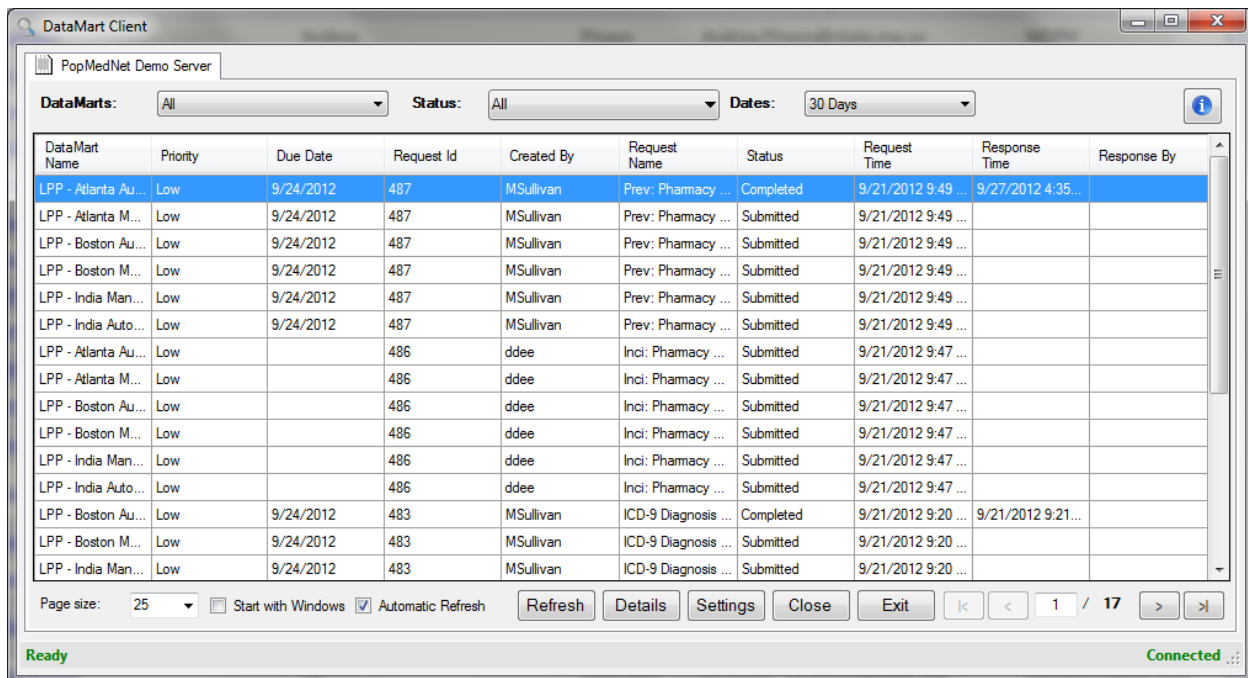 DataMart Client
PopMedNet Demo Server
DataMarts: All Status: All Dates: 30 Days
DataMart Name Priority Due Date Request Id Created By Request Name Status Request Time Response Time Response By
LPP - Atlanta Au... Low 9/24/2012 487 MSullivan Prev: Pharmacy ... Completed 9/21/2012 9:49 ... 9/27/2012 4:35...
LPP - Atlanta M... Low 9/24/2012 487 MSullivan Prev: Pharmacy ... Submitted 9/21/2012 9:49 ...
LPP - Boston Au... Low 9/24/2012 487 MSullivan Prev: Pharmacy ... Submitted 9/21/2012 9:49 ...
LPP - Boston M... Low 9/24/2012 487 MSullivan Prev: Pharmacy ... Submitted 9/21/2012 9:49 ...
LPP - India Man... Low 9/24/2012 487 MSullivan Prev: Pharmacy ... Submitted 9/21/2012 9:49 ...
LPP - India Auto... Low 9/24/2012 487 MSullivan Prev: Pharmacy ... Submitted 9/21/2012 9:49 ...
LPP - Atlanta Au... Low 486 ddee Inci: Pharmacy ... Submitted 9/21/2012 9:47 ...
LPP - Atlanta M... Low 486 ddee Inci: Pharmacy ... Submitted 9/21/2012 9:47 ...
LPP - Boston Au... Low 486 ddee Inci: Pharmacy ... Submitted 9/21/2012 9:47 ...
LPP - Boston M... Low 486 ddee Inci: Pharmacy ... Submitted 9/21/2012 9:47 ...
LPP - India Man... Low 486 ddee Inci: Pharmacy ... Submitted 9/21/2012 9:47 ...
LPP - India Auto... Low 486 ddee Inci: Pharmacy ... Submitted 9/21/2012 9:47 ...
LPP - Boston Au... Low 9/24/2012 483 MSullivan ICD-9 Diagnosis ... Completed 9/21/2012 9:20 ... 9/21/2012 9:21...
LPP - Boston M... Low 9/24/2012 483 MSullivan ICD-9 Diagnosis ... Submitted 9/21/2012 9:20 ...
LPP - India Man... Low 9/24/2012 483 MSullivan ICD-9 Diagnosis ... Submitted 9/21/2012 9:20 ...
Page size: 25 Start with Windows Automatic Refresh Refresh Details Settings Close Exit |< < 1 / 17 > >|
Ready Connected